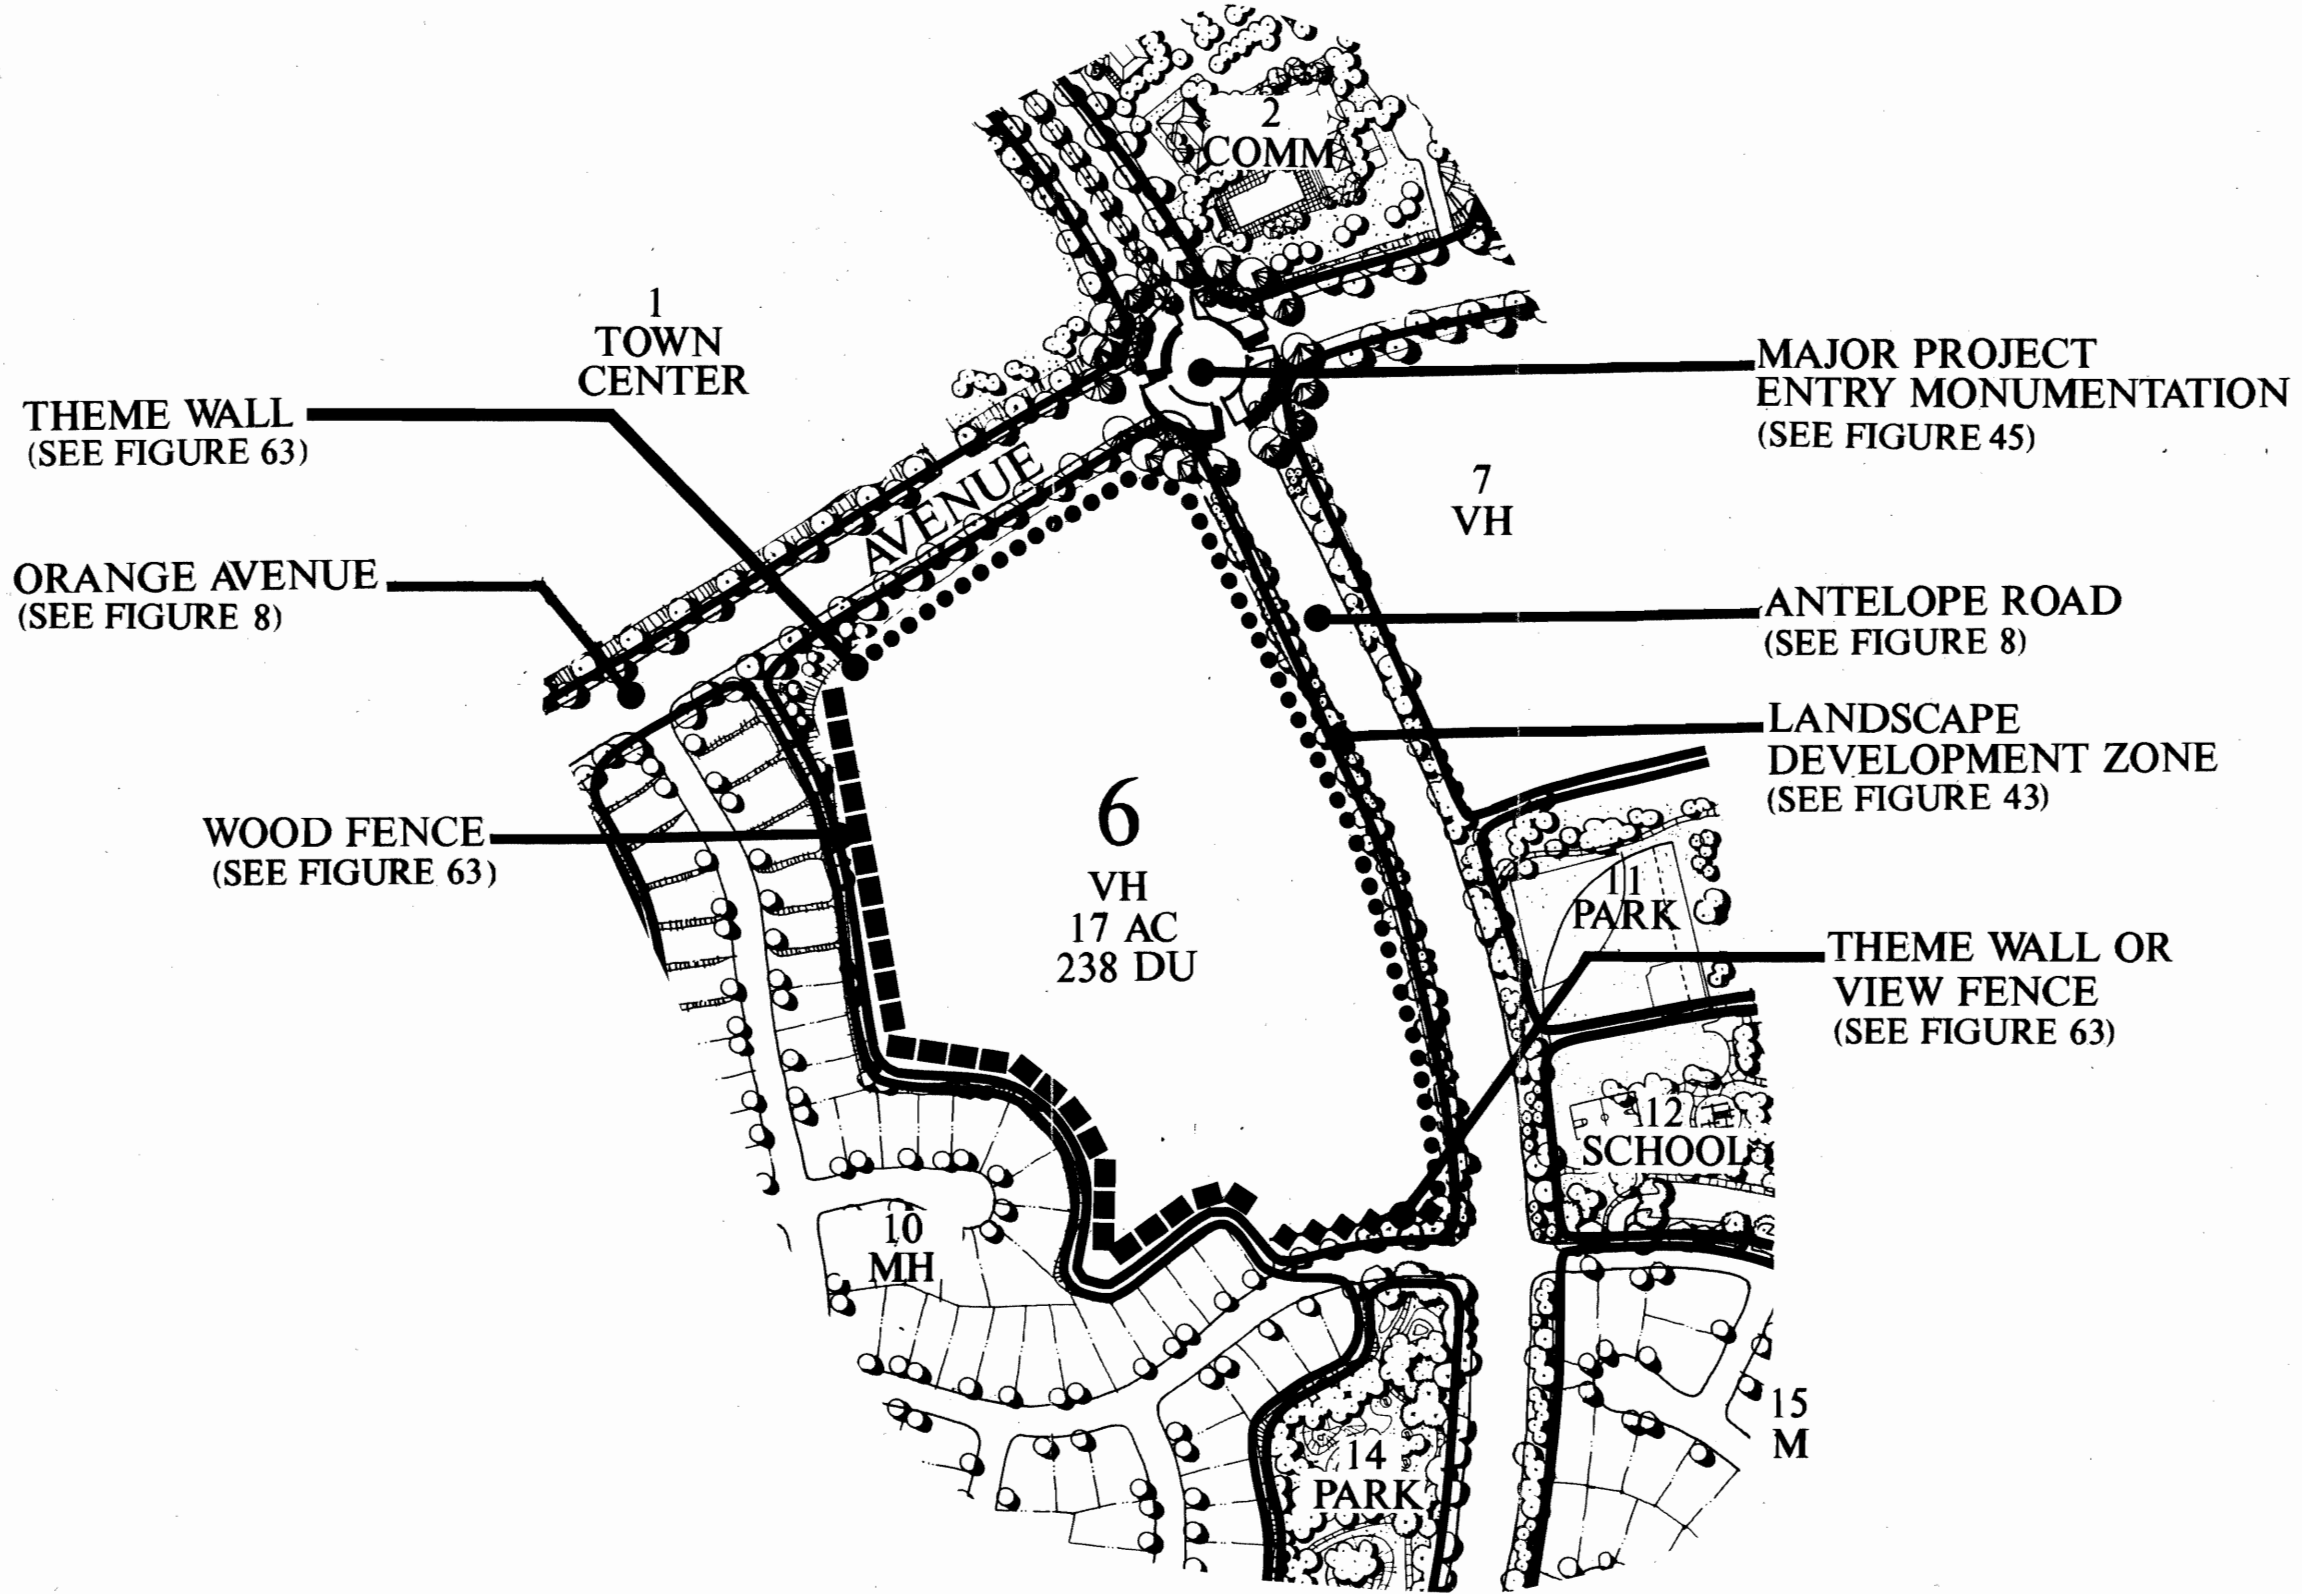 2
COMM
1
TOWN
CENTER
MAJOR PROJECT
ENTRY MONUMENTATION
(SEE FIGURE 45)
THEME WALL
(SEE FIGURE 63)
AVENUE
7
VH
ORANGE AVENUE
(SEE FIGURE 8)
ANTELOPE ROAD
(SEE FIGURE 8)
LANDSCAPE
DEVELOPMENT ZONE
(SEE FIGURE 43)
WOOD FENCE
(SEE FIGURE 63)
6
VH
17 AC
238 DU
11
PARK
THEME WALL OR
VIEW FENCE
(SEE FIGURE 63)
12
SCHOOL
10
MH
15
M
14
PARK